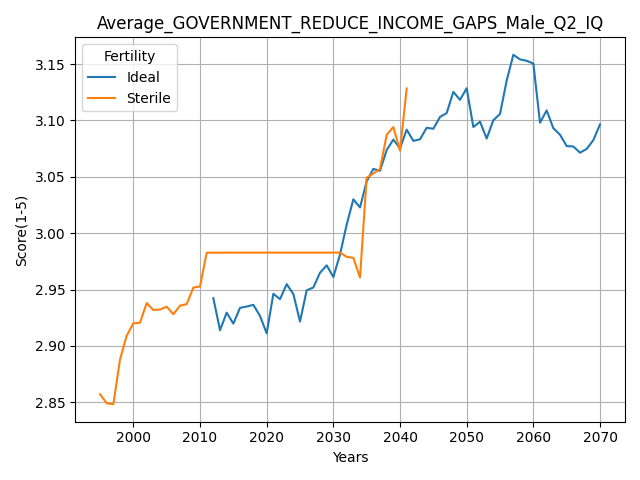 Average_GOVERNMENT_REDUCE_INCOME_GAPS_Male_Q2_IQ
Fertility
Ideal
Sterile
Score(1-5)
3.15
3.10
3.05
3.00
2.95
2.90
2.85
2000 2010 2020 2030 2040 2050 2060 2070
Years